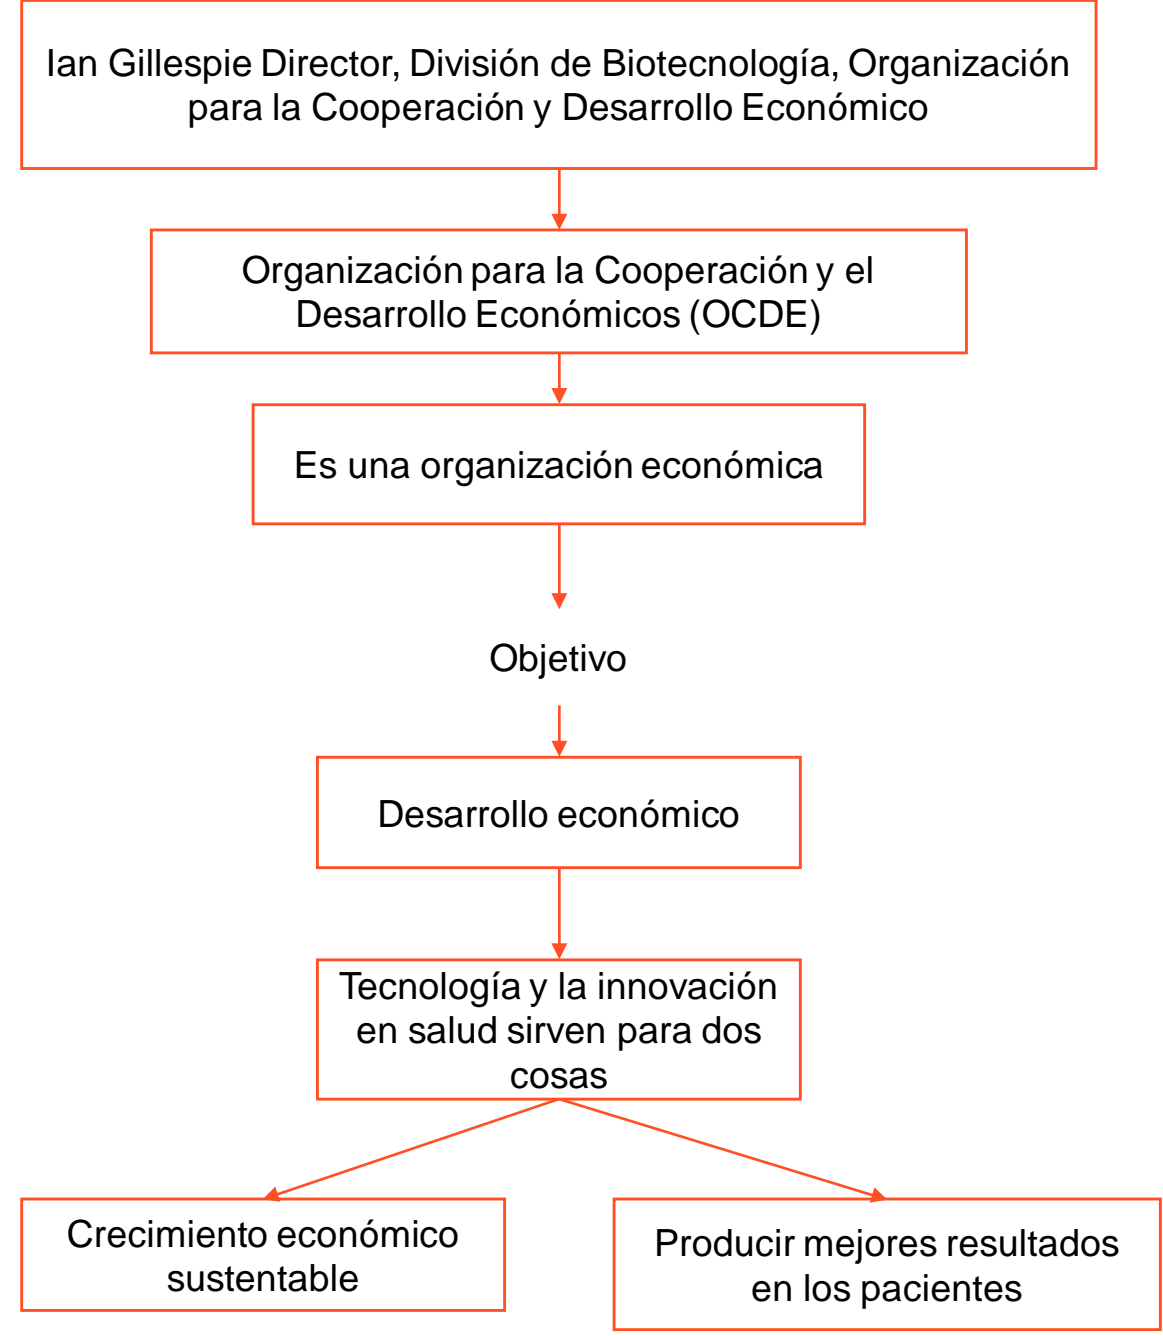 Ian Gillespie Director, División de Biotecnología, Organización
para la Cooperación y Desarrollo Económico
Organización para la Cooperación y el
Desarrollo Económicos (OCDE)
Es una organización económica
Objetivo
Desarrollo económico
Tecnología y la innovación
en salud sirven para dos
cosas
Crecimiento económico
sustentable
Producir mejores resultados
en los pacientes